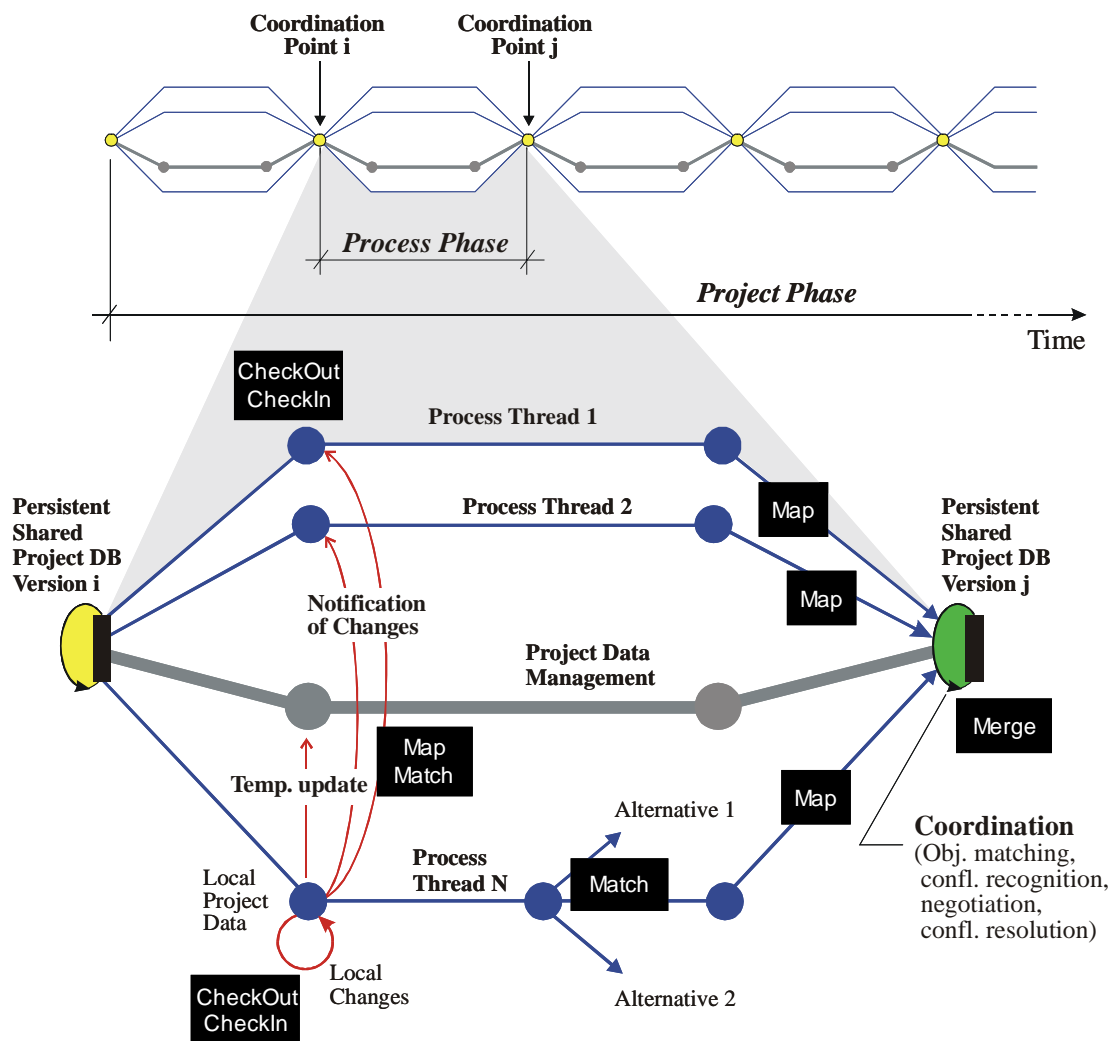 Coordination
Point i
Coordination
Point j
Process Phase
Project Phase
Time
CheckOut
CheckIn
Process Thread 1
Persistent
Shared
Project DB
Version i
Process Thread 2
Map
Persistent
Shared
Project DB
Version j
Map
Notification
of Changes
Project Data
Management
Map
Match
Merge
Temp. update
Map
Alternative 1
Coordination
(Obj. matching,
confl. recognition,
negotiation,
confl. resolution)
Process
Thread N
Match
Local
Project
Data
Local
Changes
CheckOut
CheckIn
Alternative 2